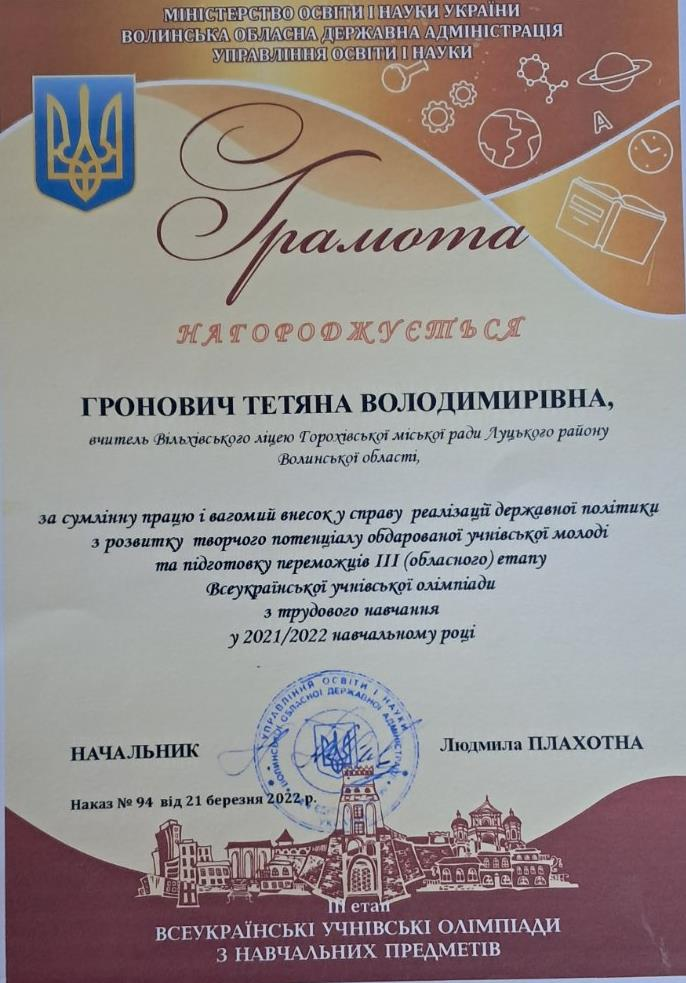 МІНІСТЕРСТВО ОСВІТИ І НАУКИ УКРАЇНИ
ВОЛИНСЬКА ОБЛАСНА ДЕРЖАВНА АДМІНІСТРАЦІЯ
УПРАВЛІННЯ ОСВІТИ І НАУКИ
A
Грамота
НАГОРОДЖУЄТЬСЯ
ГРОНОВИЧ ТЕТЯНА ВОЛОДИМИРІВНА,
вчитель Вільхівського ліцею Горохівської міської ради Луцького району
Волинської області,
за сумлінну працю і вагомий внесок у справу реалізації державної політики
з розвитку творчого потенціалу обдарованої учнівської молоді
та підготовку переможців III (обласного) етапу
Всеукраїнської учнівської олімпіади
з трудового навчання
у 2021/2022 навчальному році
УПРАВЛІННЯ ОСВІТИ І НАУКИ
ВОЛИНСЬКОЇ ОБЛАСНОЇ ДЕРЖАВНОЇ АДМІНІСТРАЦІЇ
НАЧАЛЬНИК
Людмила ПЛАХОТНА
Наказ № 94 від 21 березня 2022 р.
III етап
ВСЕУКРАЇНСЬКІ УЧНІВСЬКІ ОЛІМПІАДИ
З НАВЧАЛЬНИХ ПРЕДМЕТІВ